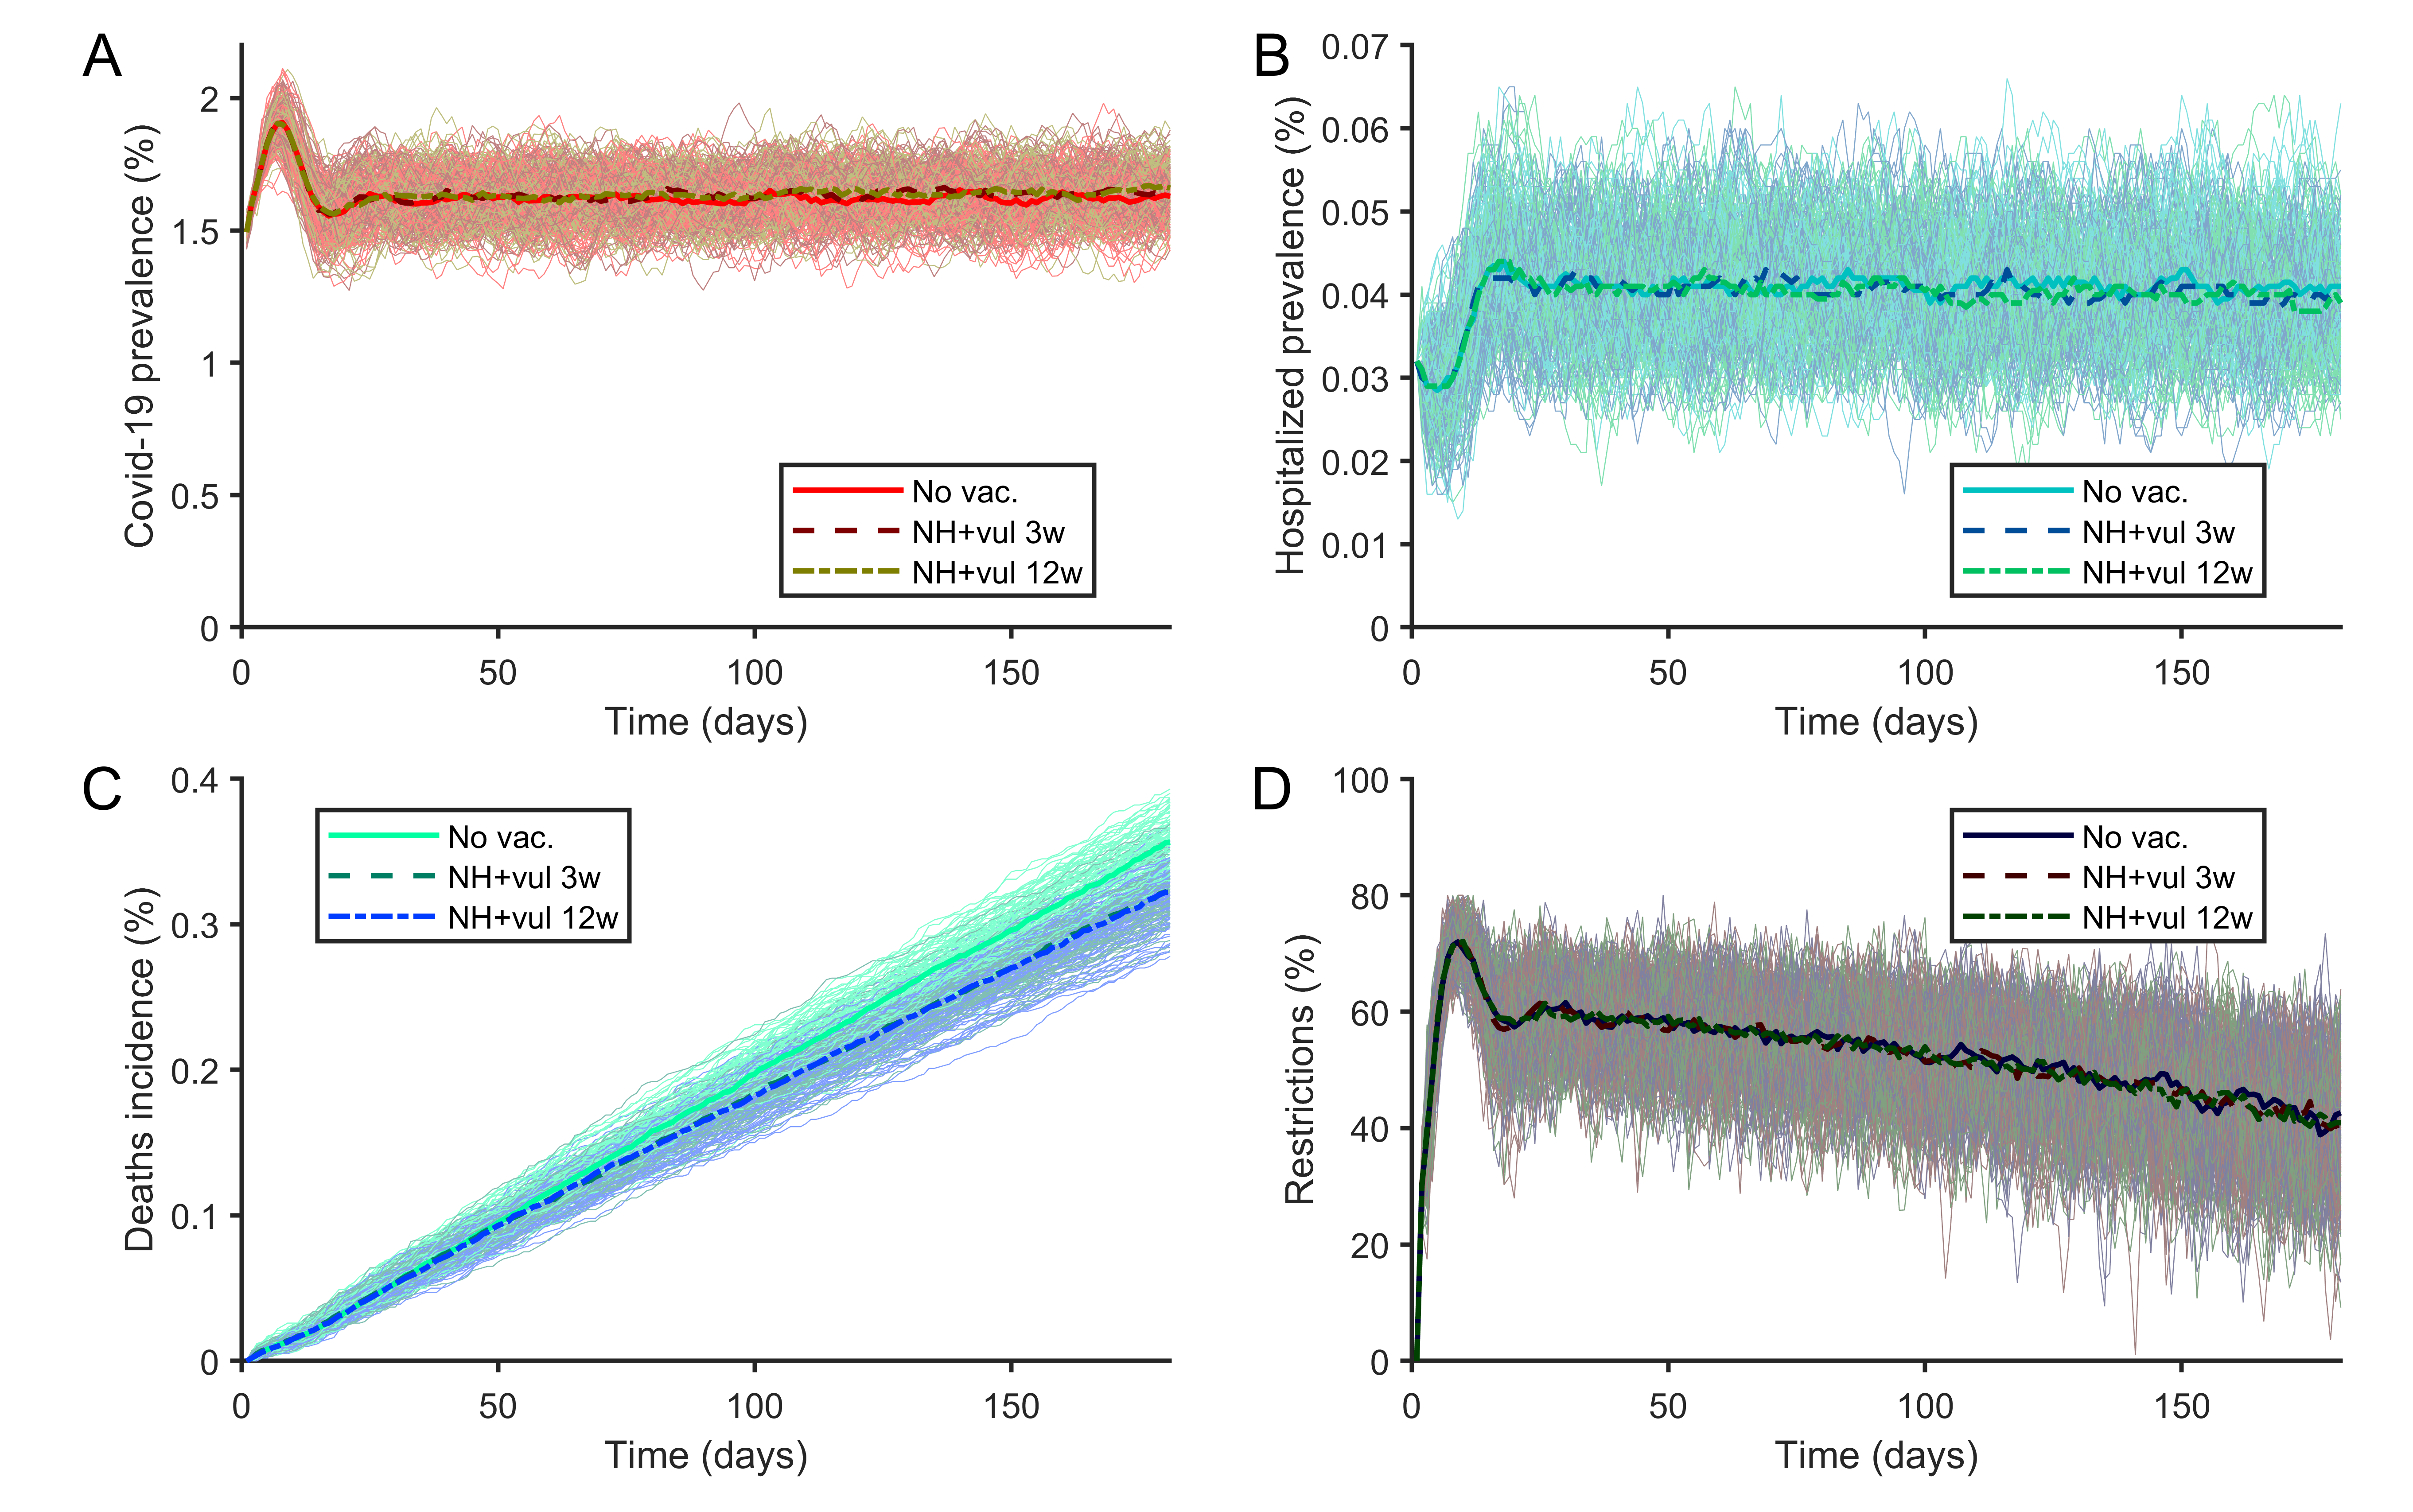 A
Covid-19 prevalence (%)
2
1.5
1
0.5
0
0 50 100 150
Time (days)
No vac.
NH+vul 3w
NH+vul 12w
B
Hospitalized prevalence (%)
0.07
0.06
0.05
0.04
0.03
0.02
0.01
0
0 50 100 150
Time (days)
No vac.
NH+vul 3w
NH+vul 12w
C
Deaths incidence (%)
0.4
0.3
0.2
0.1
0
0 50 100 150
Time (days)
No vac.
NH+vul 3w
NH+vul 12w
D
Restrictions (%)
100
80
60
40
20
0
0 50 100 150
Time (days)
No vac.
NH+vul 3w
NH+vul 12w